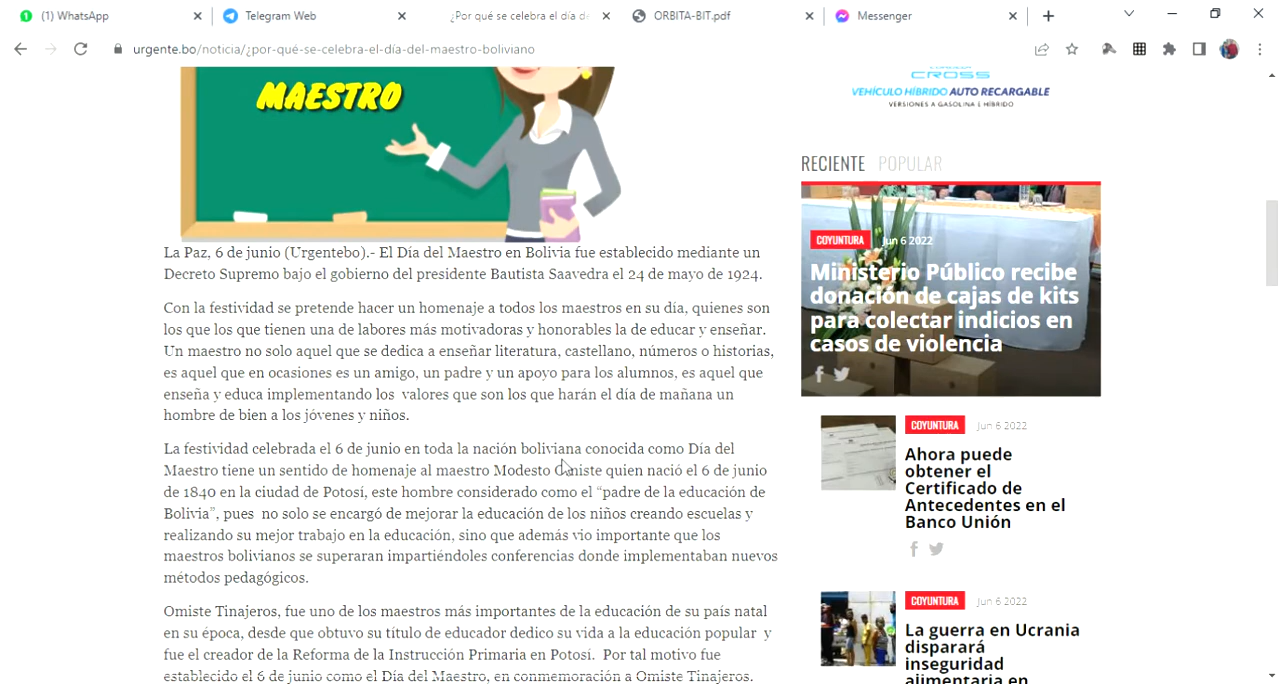 (1) WhatsApp
Telegram Web
¿Por qué se celebra el día de
ORBITA-BIT.pdf
Messenger
urgente.bo/noticia/¿por-qué-se-celebra-el-día-del-maestro-boliviano
MAESTRO
La Paz, 6 de junio (Urgentebo).- El Día del Maestro en Bolivia fue establecido mediante un
Decreto Supremo bajo el gobierno del presidente Bautista Saavedra el 24 de mayo de 1924.
Con la festividad se pretende hacer un homenaje a todos los maestros en su día, quienes son
los que los que tienen una de labores más motivadoras y honorables la de educar y enseñar.
Un maestro no solo aquel que se dedica a enseñar literatura, castellano, números o historias,
es aquel que en ocasiones es un amigo, un padre y un apoyo para los alumnos, es aquel que
enseña y educa implementando los valores que son los que harán el día de mañana un
hombre de bien a los jóvenes y niños.
La festividad celebrada el 6 de junio en toda la nación boliviana conocida como Día del
Maestro tiene un sentido de homenaje al maestro Modesto Omiste quien nació el 6 de junio
de 1840 en la ciudad de Potosí, este hombre considerado como el “padre de la educación de
Bolivia”, pues no solo se encargó de mejorar la educación de los niños creando escuelas y
realizando su mejor trabajo en la educación, sino que además vio importante que los
maestros bolivianos se superaran impartiéndoles conferencias donde implementaban nuevos
métodos pedagógicos.
Omiste Tinajeros, fue uno de los maestros más importantes de la educación de su país natal
en su época, desde que obtuvo su título de educador dedico su vida a la educación popular y
fue el creador de la Reforma de la Instrucción Primaria en Potosí. Por tal motivo fue
establecido el 6 de junio como el Día del Maestro, en conmemoración a Omiste Tinajeros.
CROSS
VEHÍCULO HÍBRIDO AUTO RECARGABLE
VERSIONES A GASOLINA E HÍBRIDO
RECIENTE POPULAR
COYUNTURA Jun 6 2022
Ministerio Público recibe
donación de cajas de kits
para colectar indicios en
casos de violencia
COYUNTURA Jun 6 2022
Ahora puede
obtener el
Certificado de
Antecedentes en el
Banco Unión
COYUNTURA Jun 6 2022
La guerra en Ucrania
disparará
inseguridad
alimentaria en